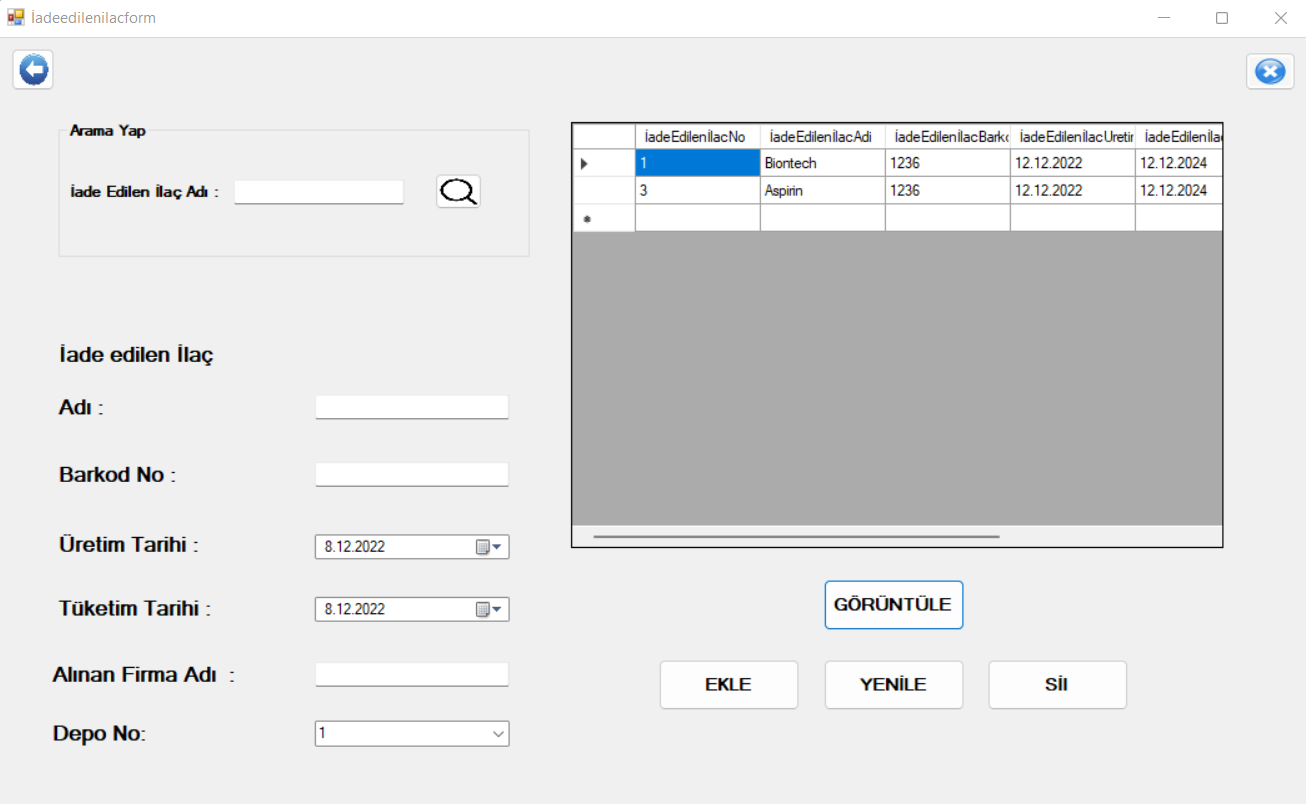 İadeedilenilacform
Arama Yap
İade Edilen İlaç Adı :
İadeEdilenİlacNo İadeEdilenİlacAdi İadeEdilenİlacBarko İadeEdilenİlacUretir İadeEdilenİla
1 Biontech 1236 12.12.2022 12.12.2024
3 Aspirin 1236 12.12.2022 12.12.2024
İade edilen İlaç
Adı :
Barkod No :
Üretim Tarihi : 8.12.2022
Tüketim Tarihi : 8.12.2022
Alınan Firma Adı :
Depo No: 1
GÖRÜNTÜLE
EKLE YENİLE SİI